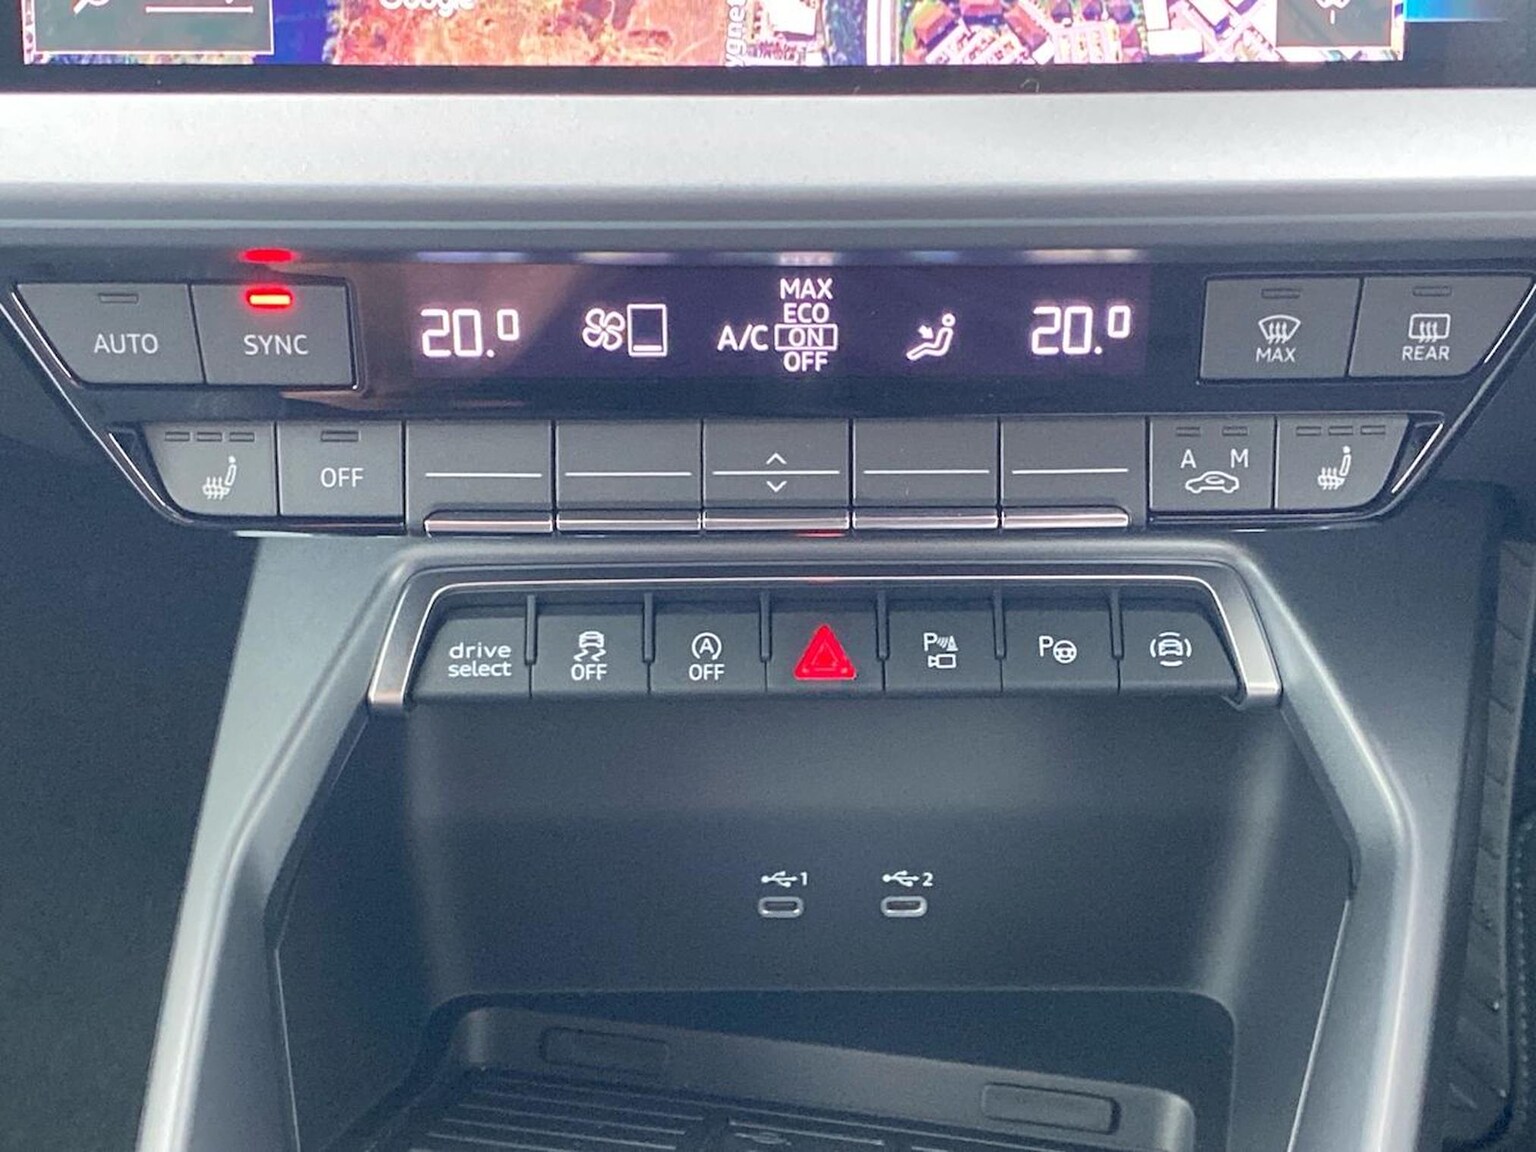 Google
AUTO
SYNC
20.0
A/C
MAX
ECO
ON
OFF
20.0
MAX
REAR
OFF
A M
drive
select
OFF
A
OFF
P
P
1
2